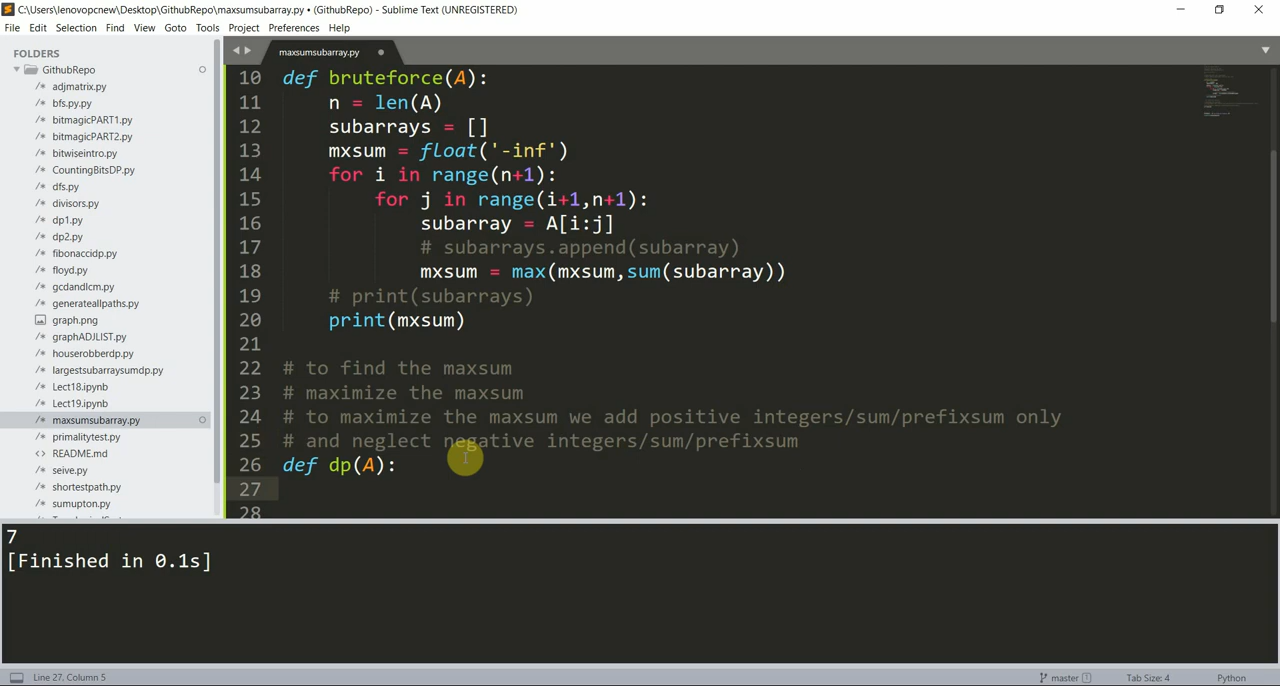 C:\Users\lenovopcnew\Desktop\GithubRepo\maxsumsubarray.py • (GithubRepo) - Sublime Text (UNREGISTERED)
File Edit Selection Find View Goto Tools Project Preferences Help
FOLDERS
GithubRepo
/* adjmatrix.py
/* bfs.py.py
/* bitmagicPART1.py
/* bitmagicPART2.py
/* bitwiseintro.py
/* CountingBitsDP.py
/* dfs.py
/* divisors.py
/* dp1.py
/* dp2.py
/* fibonaccidp.py
/* floyd.py
/* gcdandlcm.py
/* generateallpaths.py
graph.png
/* graphADJLIST.py
/* houserobberdp.py
/* largestsubarraysumdp.py
/* Lect18.ipynb
/* Lect19.ipynb
/* maxsumsubarray.py
/* primalitytest.py
<> README.md
/* seive.py
/* shortestpath.py
/* sumupton.py
maxsumsubarray.py
10 def bruteforce(A):
11 n = len(A)
12 subarrays = []
13 mxsum = float('-inf')
14 for i in range(n+1):
15 for j in range(i+1,n+1):
16 subarray = A[i:j]
17 # subarrays.append(subarray)
18 mxsum = max(mxsum,sum(subarray))
19 # print(subarrays)
20 print(mxsum)
21
22 # to find the maxsum
23 # maximize the maxsum
24 # to maximize the maxsum we add positive integers/sum/prefixsum only
25 # and neglect negative integers/sum/prefixsum
26 def dp(A):
27
28
7
[Finished in 0.1s]
Line 27, Column 5 master 1 Tab Size: 4 Python